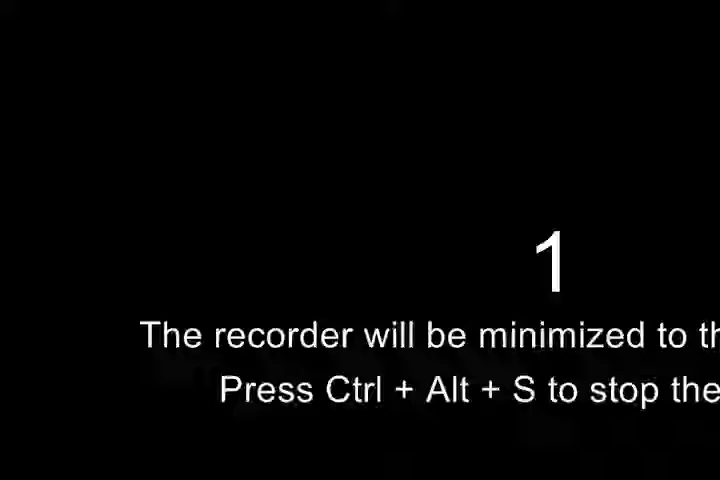 1
The recorder will be minimized to th
Press Ctrl + Alt + S to stop the